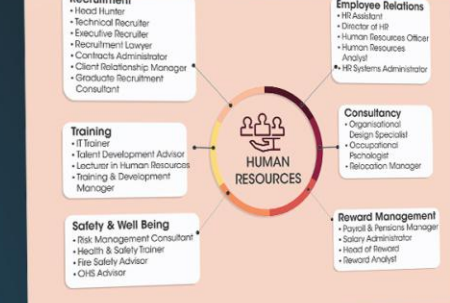 Recruitment
• Head Hunter
• Technical Recruiter
• Executive Recruiter
• Recruitment Lawyer
• Contracts Administrator
• Client Relationship Manager
• Graduate Recruitment
Consultant
Training
• IT Trainer
• Talent Development Advisor
• Lecturer in Human Resources
• Training & Development
Manager
Safety & Well Being
• Risk Management Consultant
• Health & Safety Trainer
• Fire Safety Advisor
• OHS Advisor
HUMAN
RESOURCES
Employee Relations
• HR Assistant
• Director of HR
• Human Resources Officer
• Human Resources
Analyst
• HR Systems Administrator
Consultancy
• Organisational
Design Specialist
• Occupational
Pschologist
• Relocation Manager
Reward Management
• Payroll & Pensions Manager
• Salary Administrator
• Head of Reward
• Reward Analyst